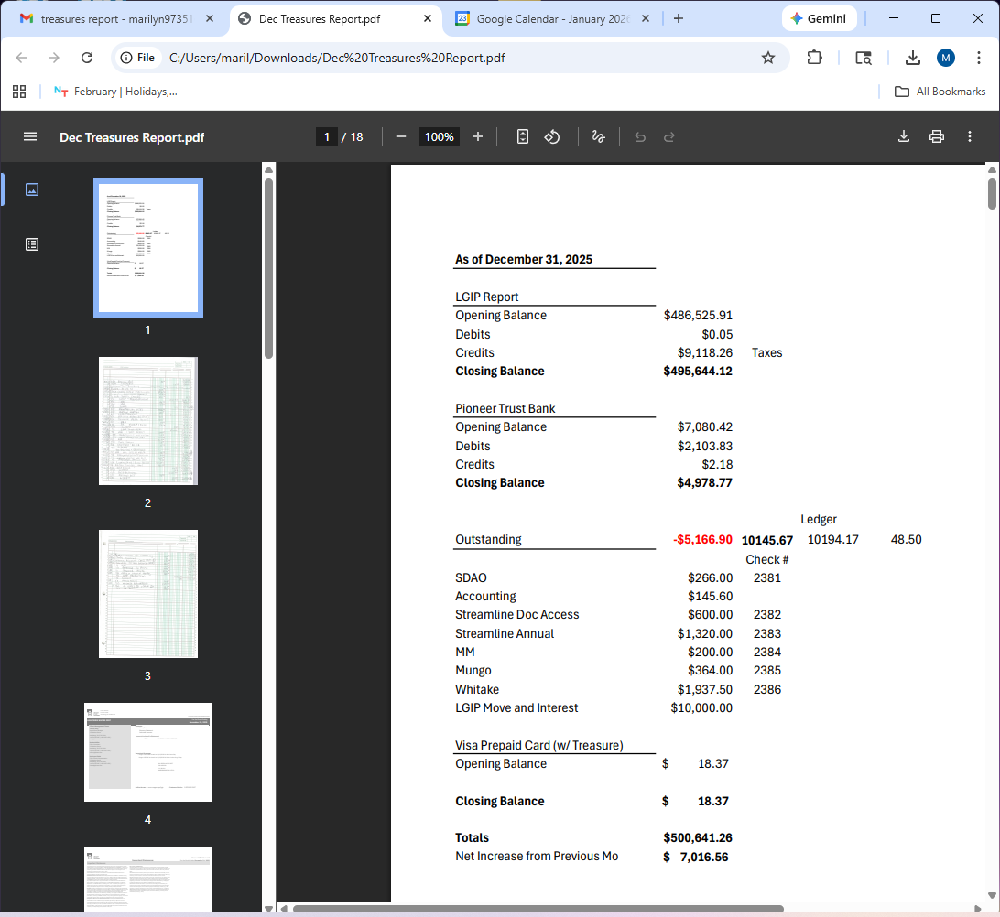 treasures report - marilyn97351
Dec Treasures Report.pdf
23
Google Calendar - January 2026
Gemini
File
C:/Users/maril/Downloads/Dec%20Treasures%20Report.pdf
M
NT
February | Holidays,...
All Bookmarks
Dec Treasures Report.pdf
1 / 18
100%
1
2
3
4
As of December 31, 2025
LGIP Report
Opening Balance $486,525.91
Debits $0.05
Credits $9,118.26 Taxes
Closing Balance $495,644.12
Pioneer Trust Bank
Opening Balance $7,080.42
Debits $2,103.83
Credits $2.18
Closing Balance $4,978.77
Ledger
Outstanding -$5,166.90 10145.67 10194.17 48.50
Check #
SDAO $266.00 2381
Accounting $145.60
Streamline Doc Access $600.00 2382
Streamline Annual $1,320.00 2383
MM $200.00 2384
Mungo $364.00 2385
Whitake $1,937.50 2386
LGIP Move and Interest $10,000.00
Visa Prepaid Card (w/ Treasure)
Opening Balance $ 18.37
Closing Balance $ 18.37
Totals $500,641.26
Net Increase from Previous Mo $ 7,016.56